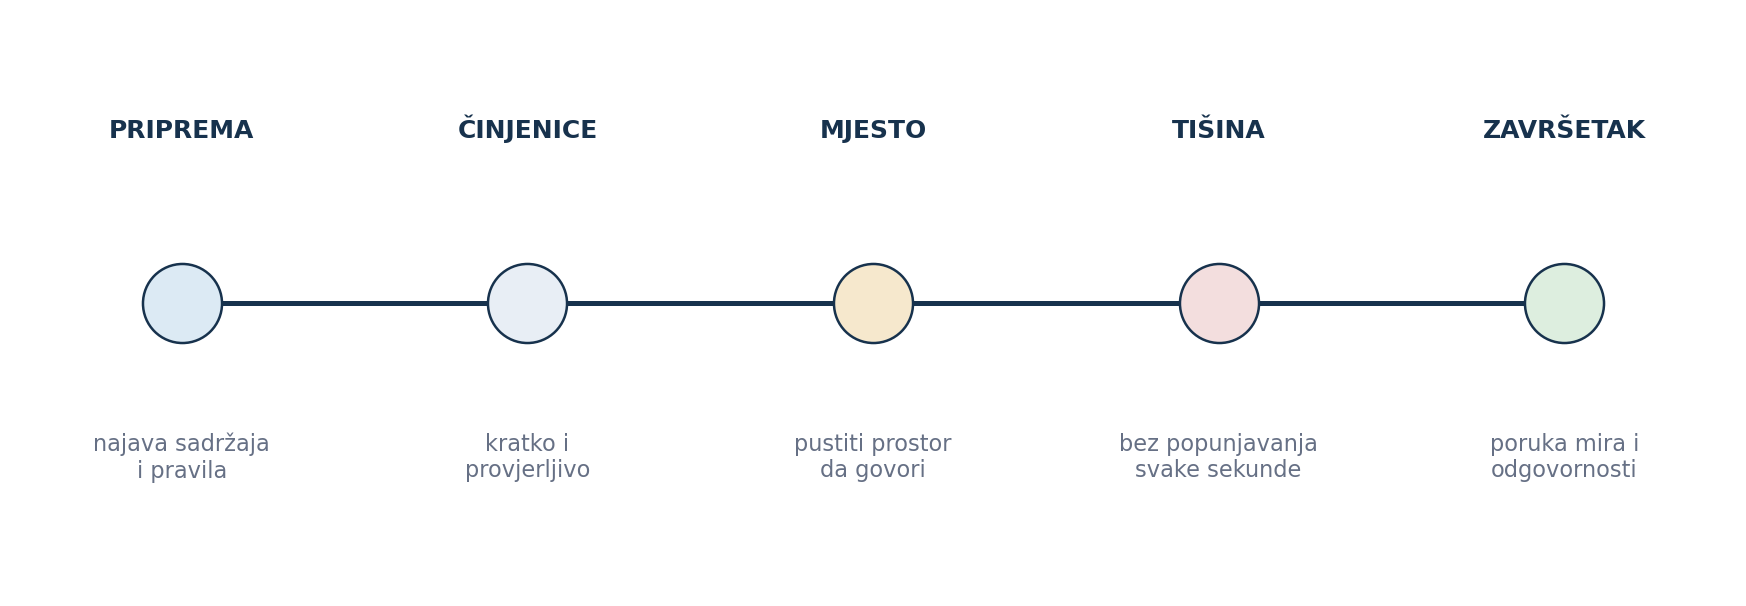 PRIPREMA
ČINJENICE
MJESTO
TIŠINA
ZAVRŠETAK
najava sadržaja
i pravila
kratko i
provjerljivo
pustiti prostor
da govori
bez popunjavanja
svake sekunde
poruka mira i
odgovornosti